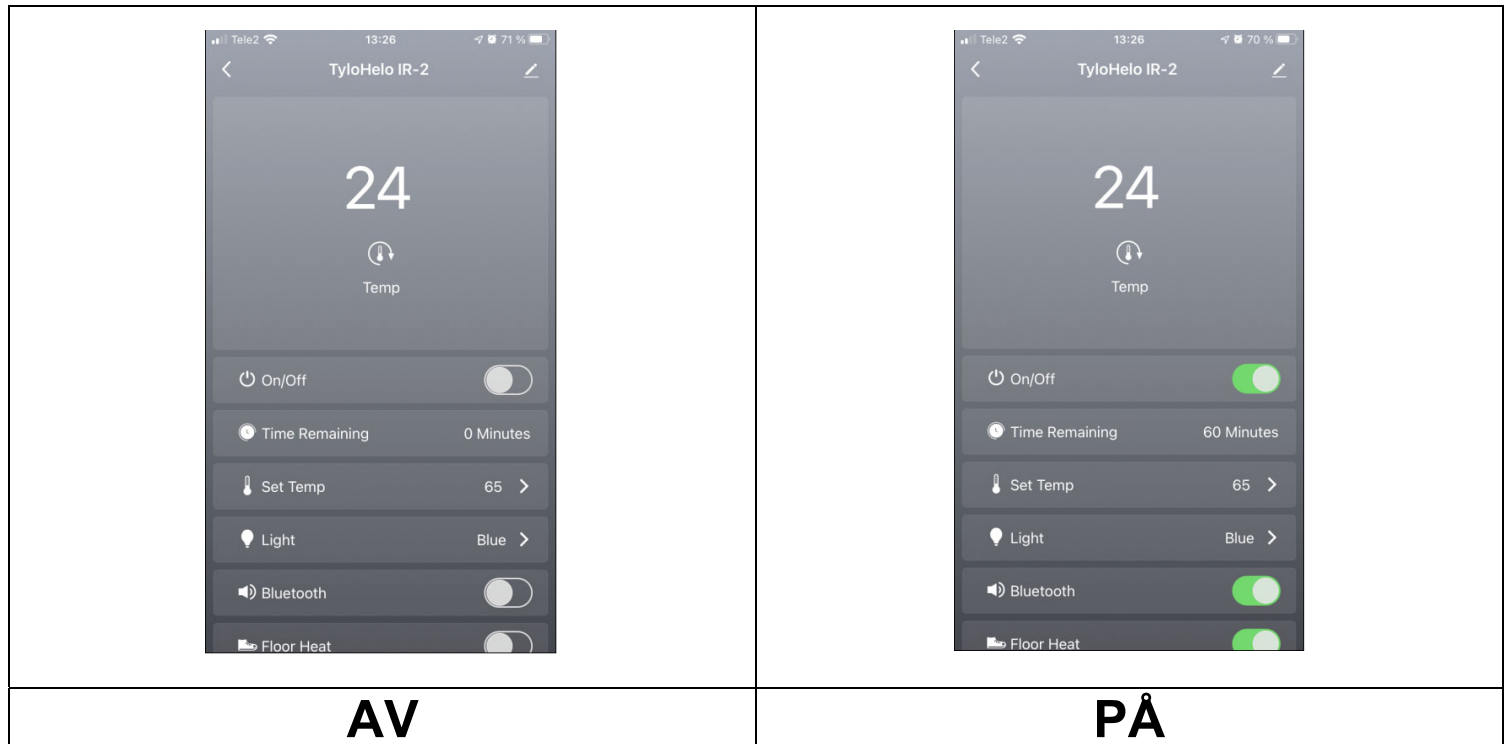 Tele2 13:26 71 %
TyloHelo IR-2
24
Temp
On/Off
Time Remaining 0 Minutes
Set Temp 65
Light Blue
Bluetooth
Floor Heat
AV
Tele2 13:26 70 %
TyloHelo IR-2
24
Temp
On/Off
Time Remaining 60 Minutes
Set Temp 65
Light Blue
Bluetooth
Floor Heat
PÅ